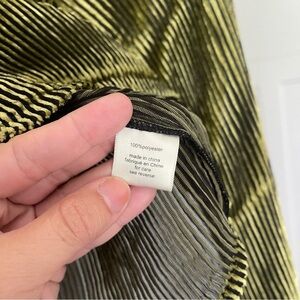 100%polyester
made in china
fabriqué en Chine
for care
see reverse